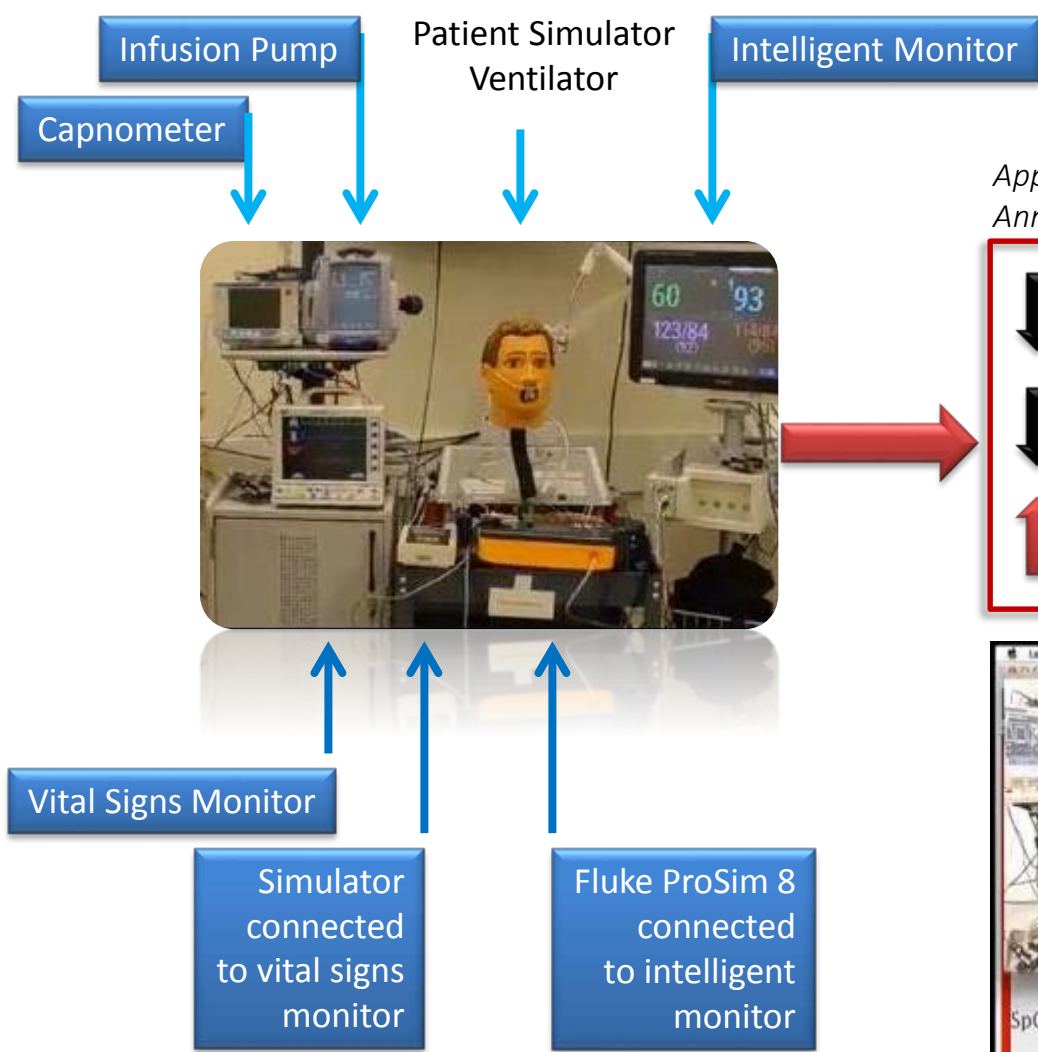 Infusion Pump
Patient Simulator
Ventilator
Intelligent Monitor
Capnometer
60
93
123/84
(92)
Vital Signs Monitor
Simulator
connected
to vital signs
monitor
Fluke ProSim 8
connected
to intelligent
monitor